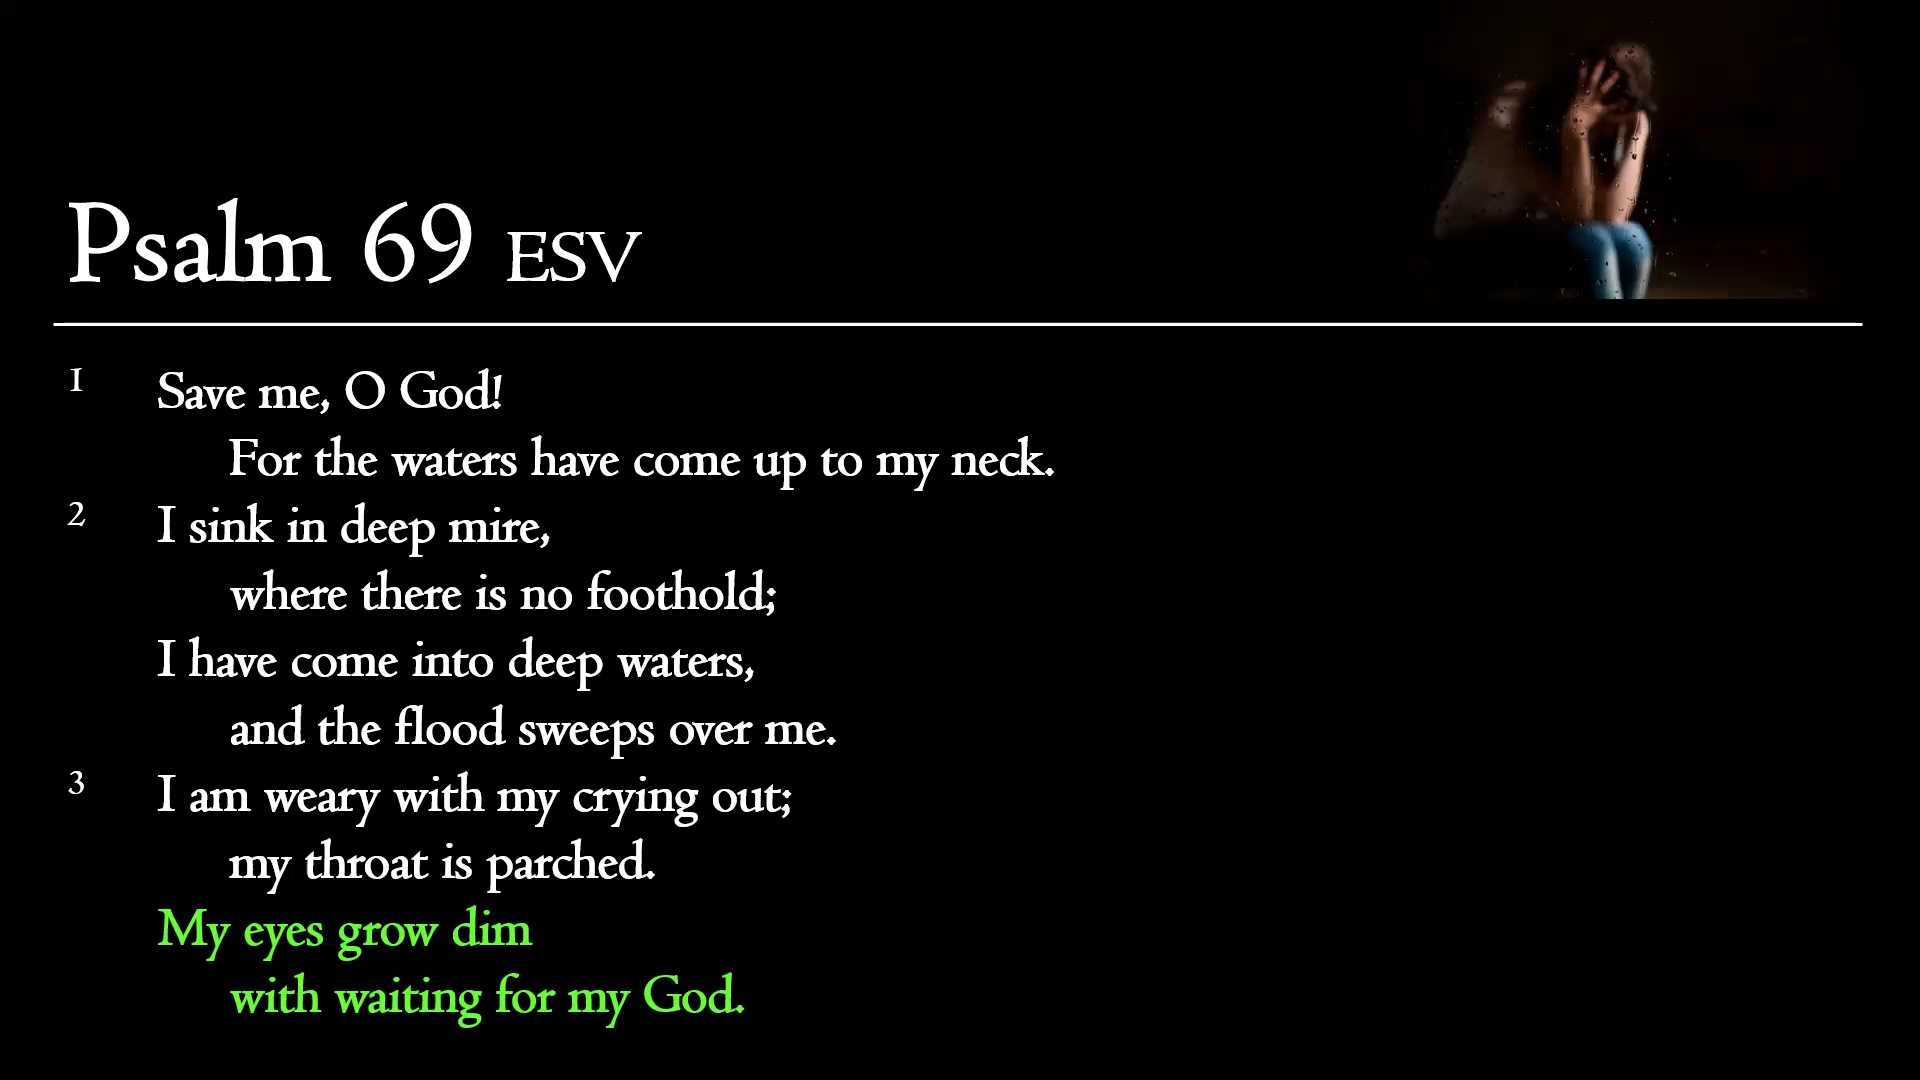 Psalm 69 ESV
1 Save me, O God!
For the waters have come up to my neck.
2 I sink in deep mire,
where there is no foothold;
I have come into deep waters,
and the flood sweeps over me.
3 I am weary with my crying out;
my throat is parched.
My eyes grow dim
with waiting for my God.